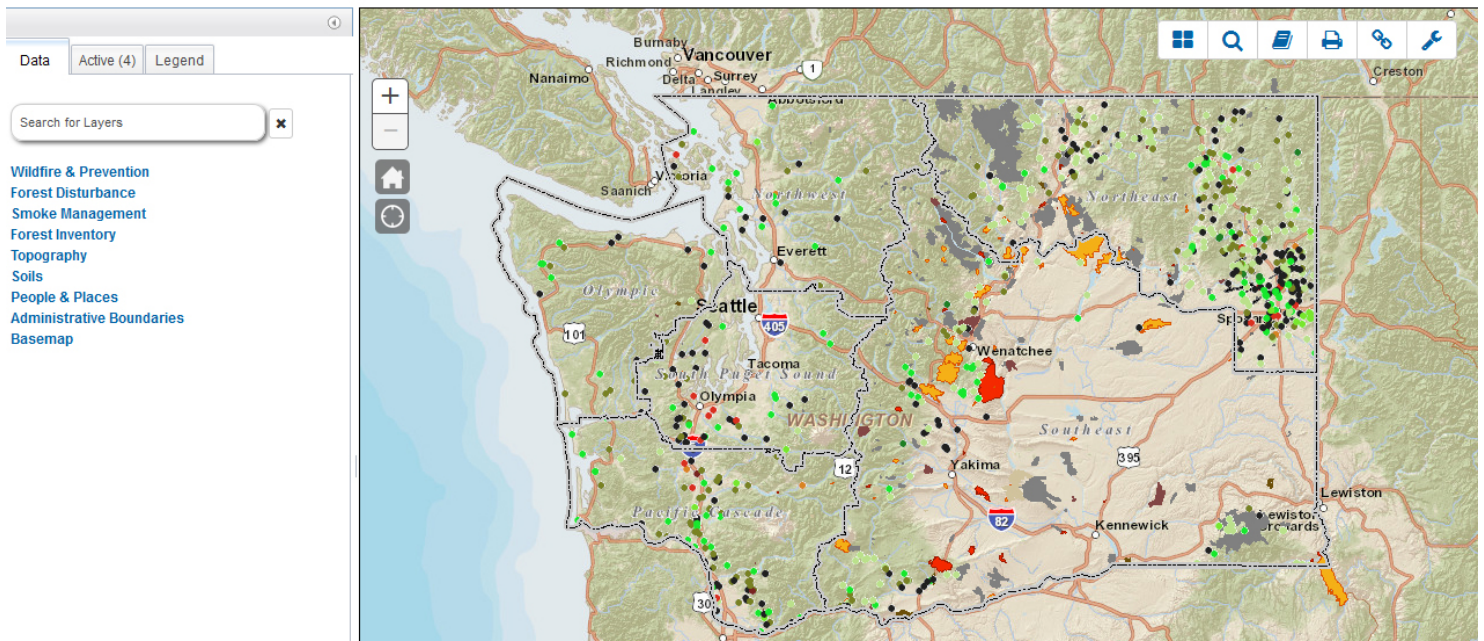 Data
Active (4)
Legend
Search for Layers
Wildfire & Prevention
Forest Disturbance
Smoke Management
Forest Inventory
Topography
Soils
People & Places
Administrative Boundaries
Basemap
+
−
Burnaby
Richmond
Vancouver
Delta
Surrey
Langley
Abbotsford
1
Nanaimo
Creston
Victoria
Saanich
Northwest
Northeast
Everett
Olympic
Seattle
405
101
Tacoma
South Puget Sound
Olympia
Wenatchee
WASHINGTON
Southeast
395
12
Yakima
Pacific Cascade
82
Kennewick
Lewiston
Lewiston
Orchards
30